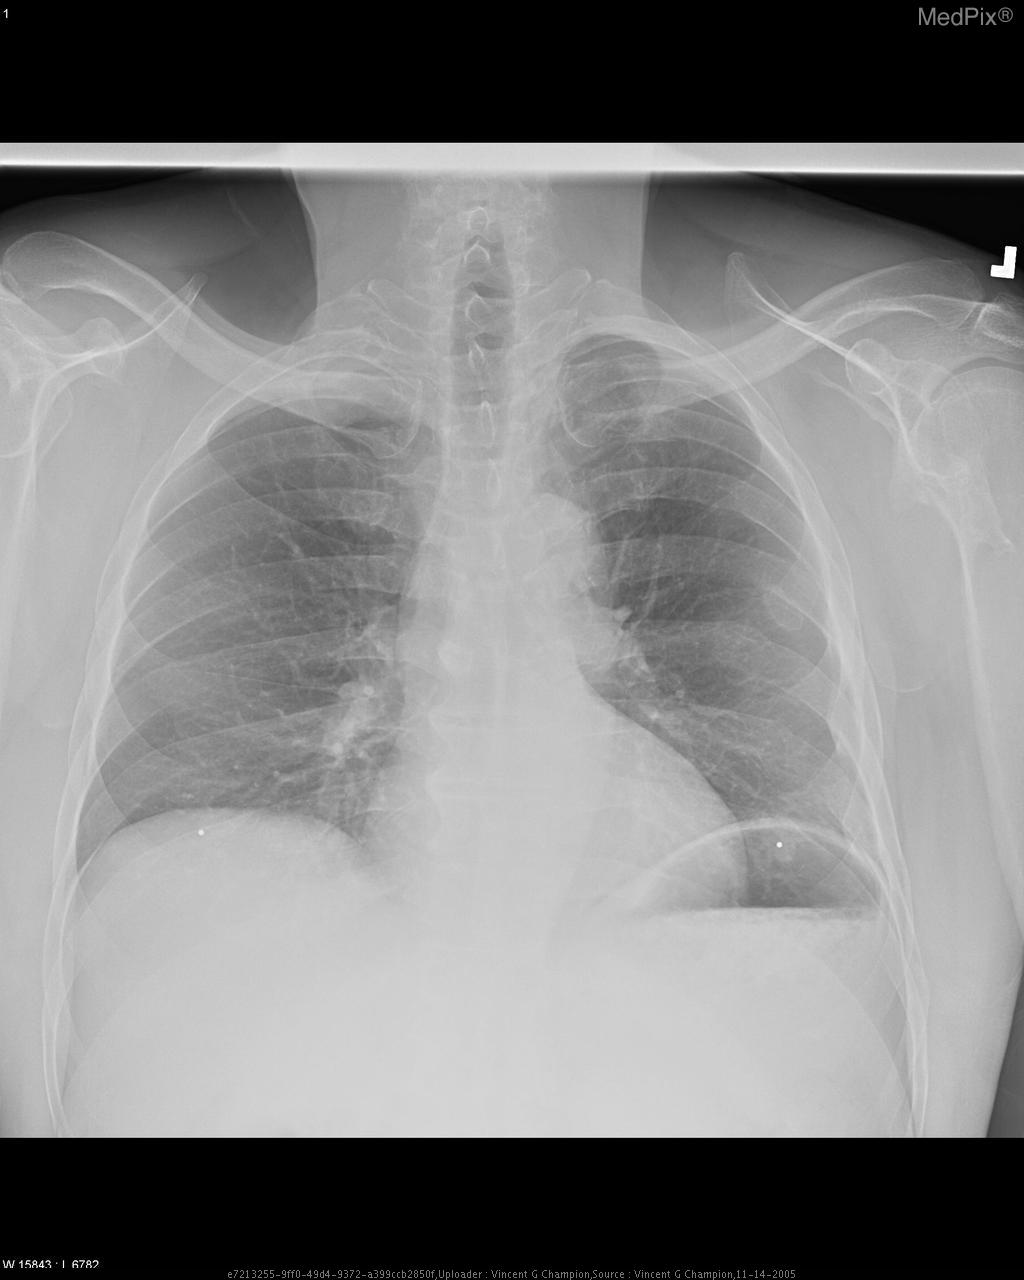 1
MedPix®
L
W 15843 : L 6782
e7213255-9ff0-49d4-9372-a399ccb2850f,Uploader : Vincent G Champion,Source : Vincent G Champion,11-14-2005